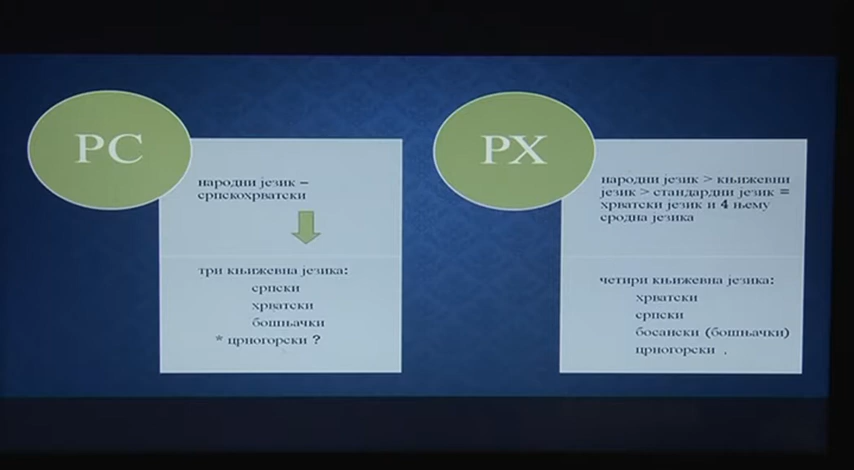 РС
народни језик –
српскохрватски
три књижевна језика:
српски
хрватски
бошњачки
* црногорски ?
РХ
народни језик > књижевни
језик > стандардни језик =
хрватски језик и 4 њему
сродна језика
четири књижевна језика:
хрватски
српски
босански (бошњачки)
црногорски .